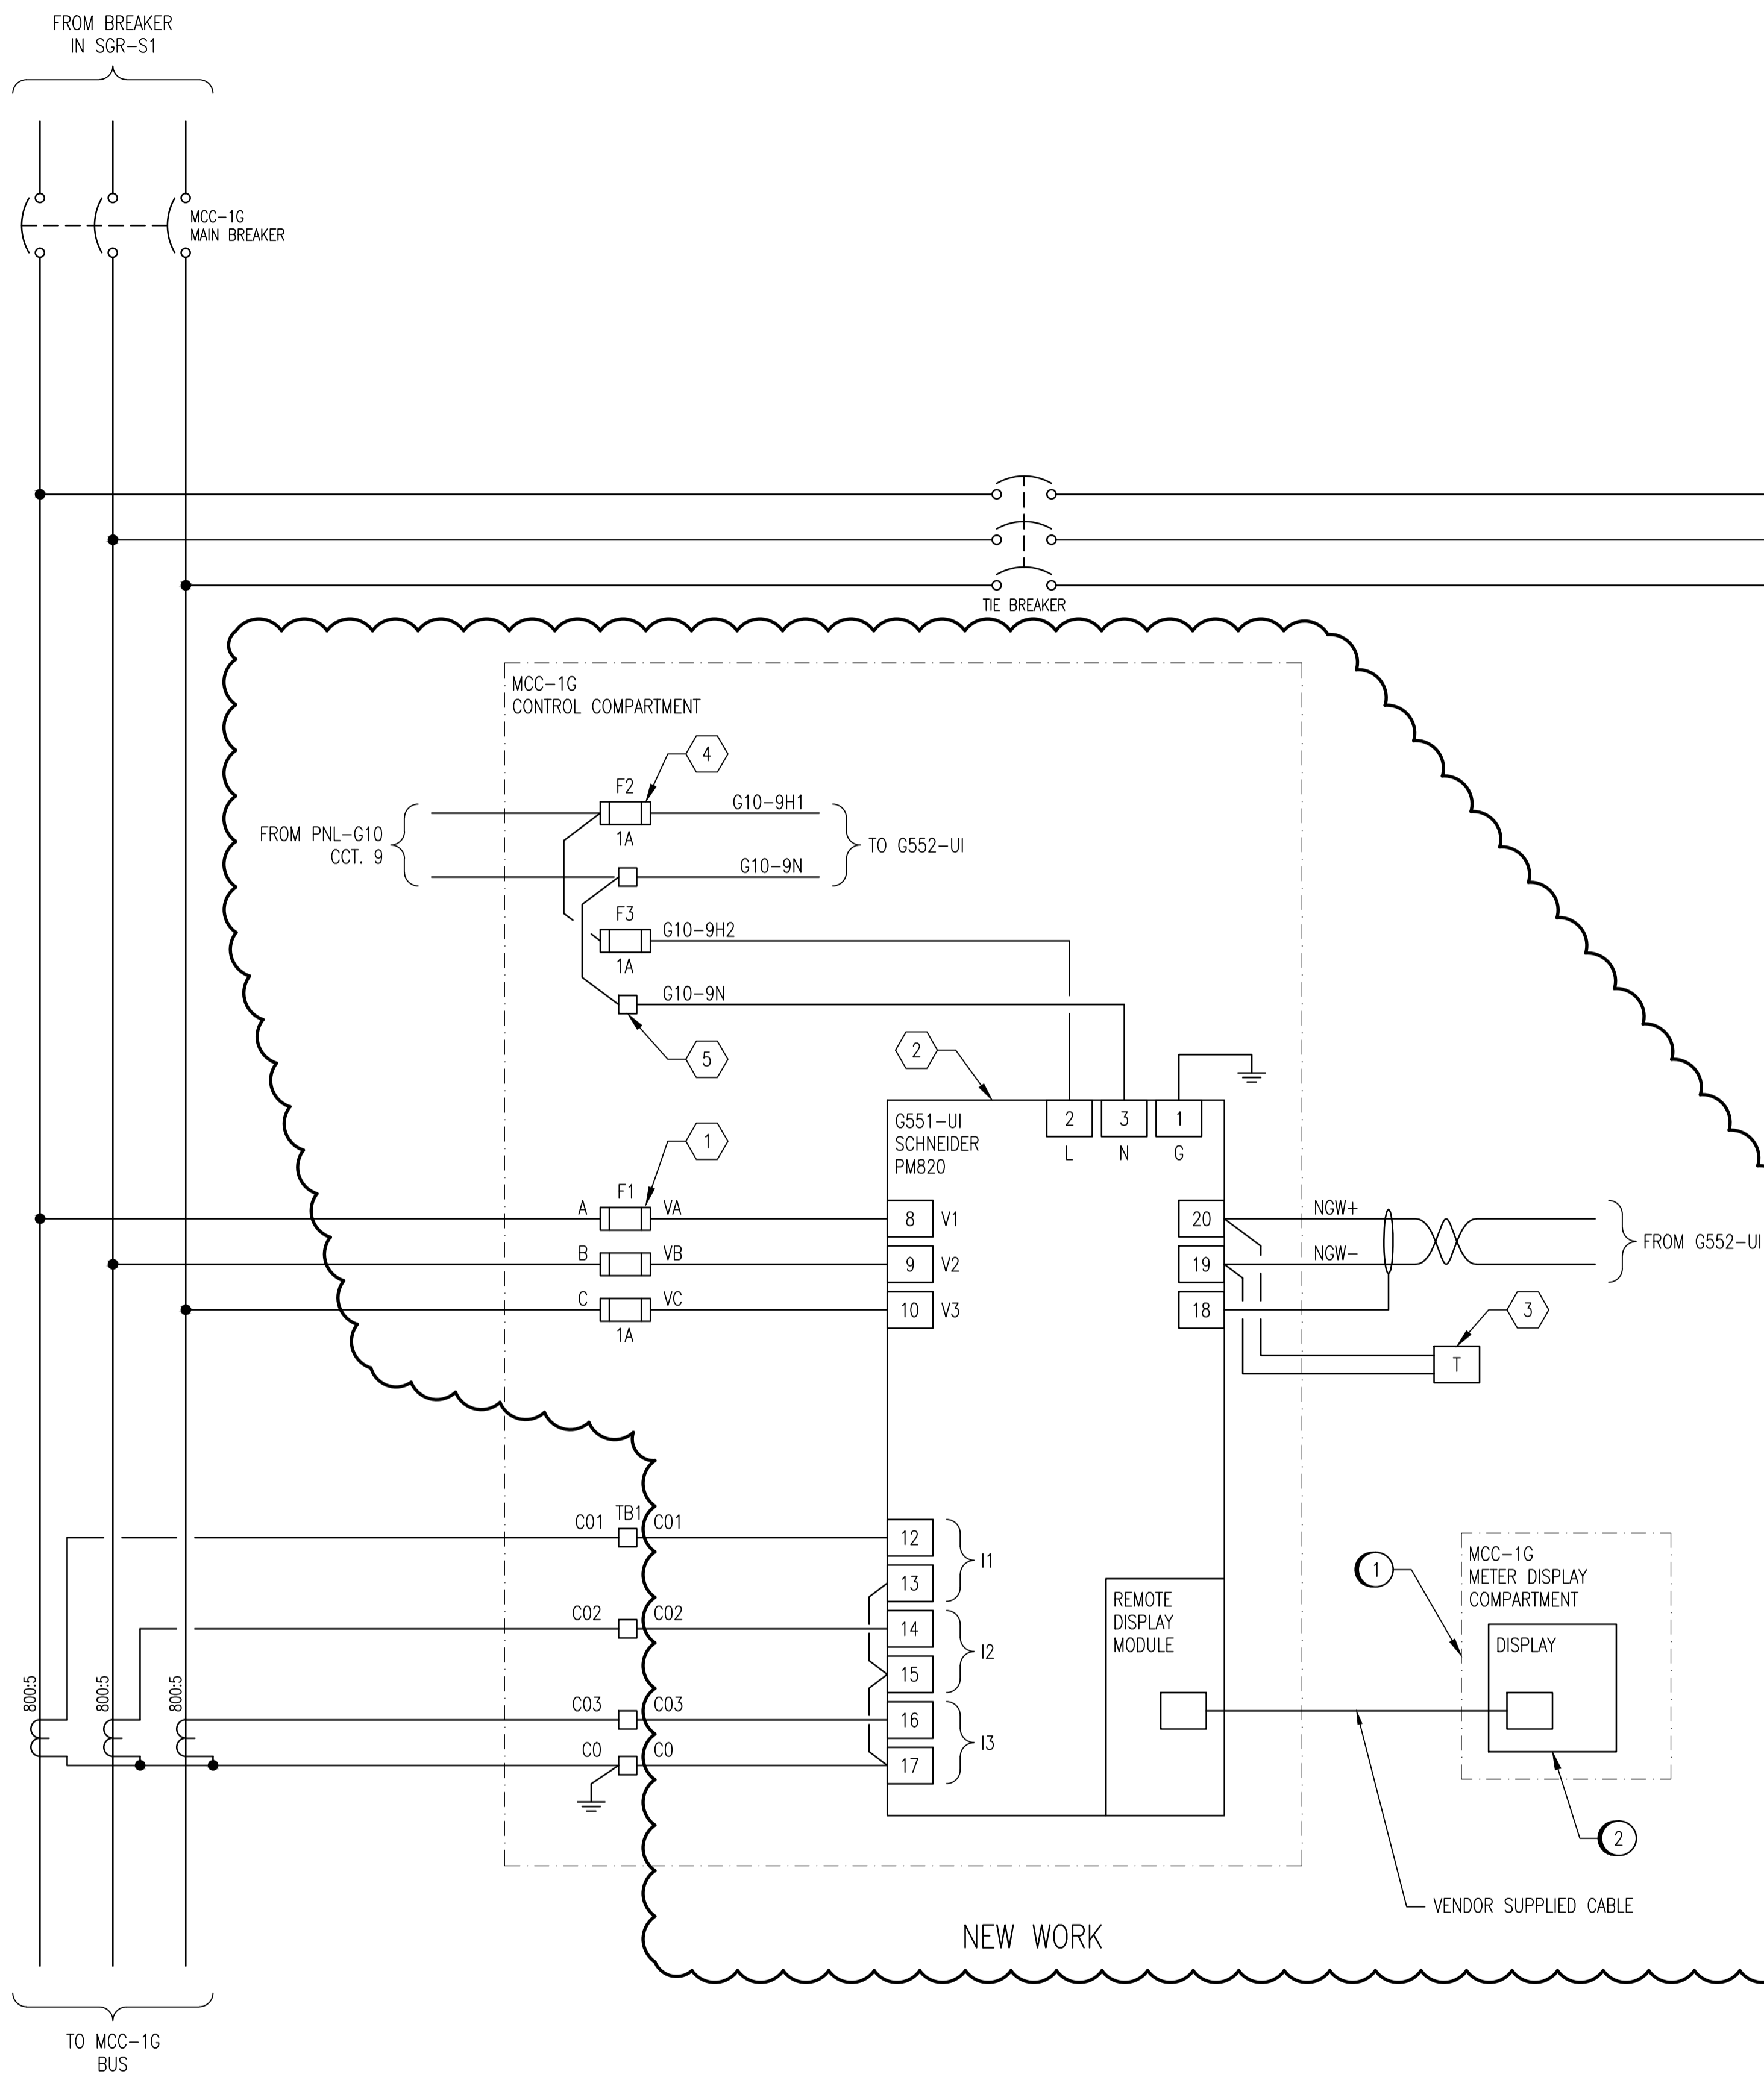 FROM BREAKER
IN SGR-S1
MCC-1G
MAIN BREAKER
TIE BREAKER
MCC-1G
CONTROL COMPARTMENT
4
F2
G10-9H1
1A
FROM PNL-G10
CCT. 9
TO G552-UI
G10-9N
F3
G10-9H2
1A
G10-9N
5
2
G551-UI
SCHNEIDER
PM820
2
3
1
L
N
G
1
F1
A
VA
8
V1
B
VB
9
V2
C
VC
10
V3
1A
20
NGW+
19
NGW-
18
FROM G552-UI
3
T
TB1
C01
C01
12
13
I1
C02
C02
14
15
I2
C03
C03
16
17
I3
C0
C0
800:5
800:5
800:5
REMOTE
DISPLAY
MODULE
1
MCC-1G
METER DISPLAY
COMPARTMENT
DISPLAY
2
VENDOR SUPPLIED CABLE
NEW WORK
TO MCC-1G
BUS